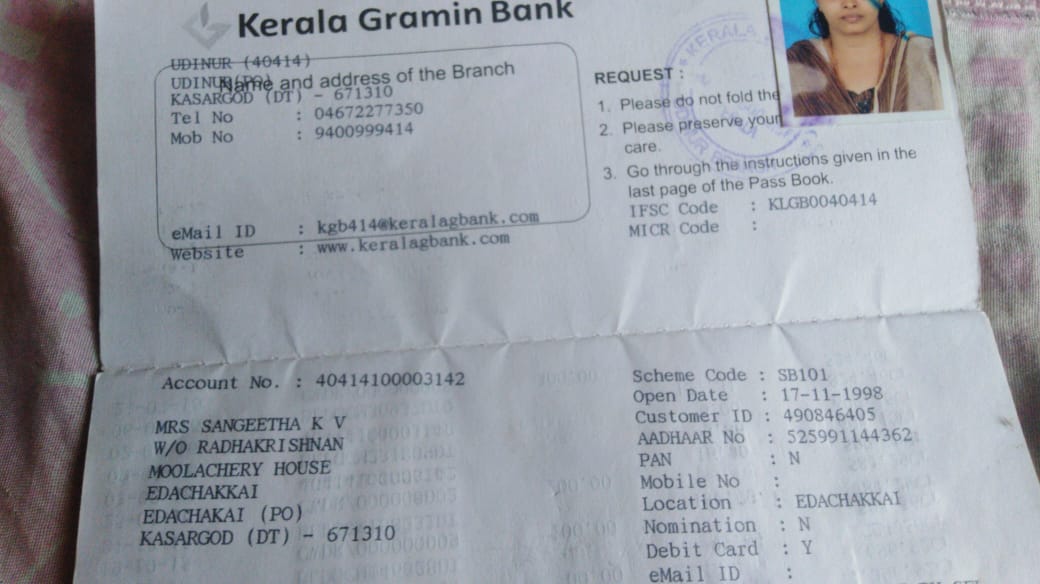 Kerala Gramin Bank
UDINUR (40414)
Name and address of the Branch
UDINUR(PO)
KASARGOD (DT) - 671310
Tel No : 04672277350
Mob No : 9400999414
eMail ID : kgb414@keralagbank.com
Website : www.keralagbank.com
REQUEST :
1. Please do not fold the
2. Please preserve your
care.
3. Go through the instructions given in the
last page of the Pass Book.
IFSC Code : KLGB0040414
MICR Code :
KERALA
Account No. : 40414100003142
MRS SANGEETHA K V
W/O RADHAKRISHNAN
MOOLACHERY HOUSE
EDACHAKKAI
EDACHAKAI (PO)
KASARGOD (DT) - 671310
Scheme Code : SB101
Open Date : 17-11-1998
Customer ID : 490846405
AADHAAR No : 525991144362
PAN : N
Mobile No :
Location : EDACHAKKAI
Nomination : N
Debit Card : Y
eMail ID :